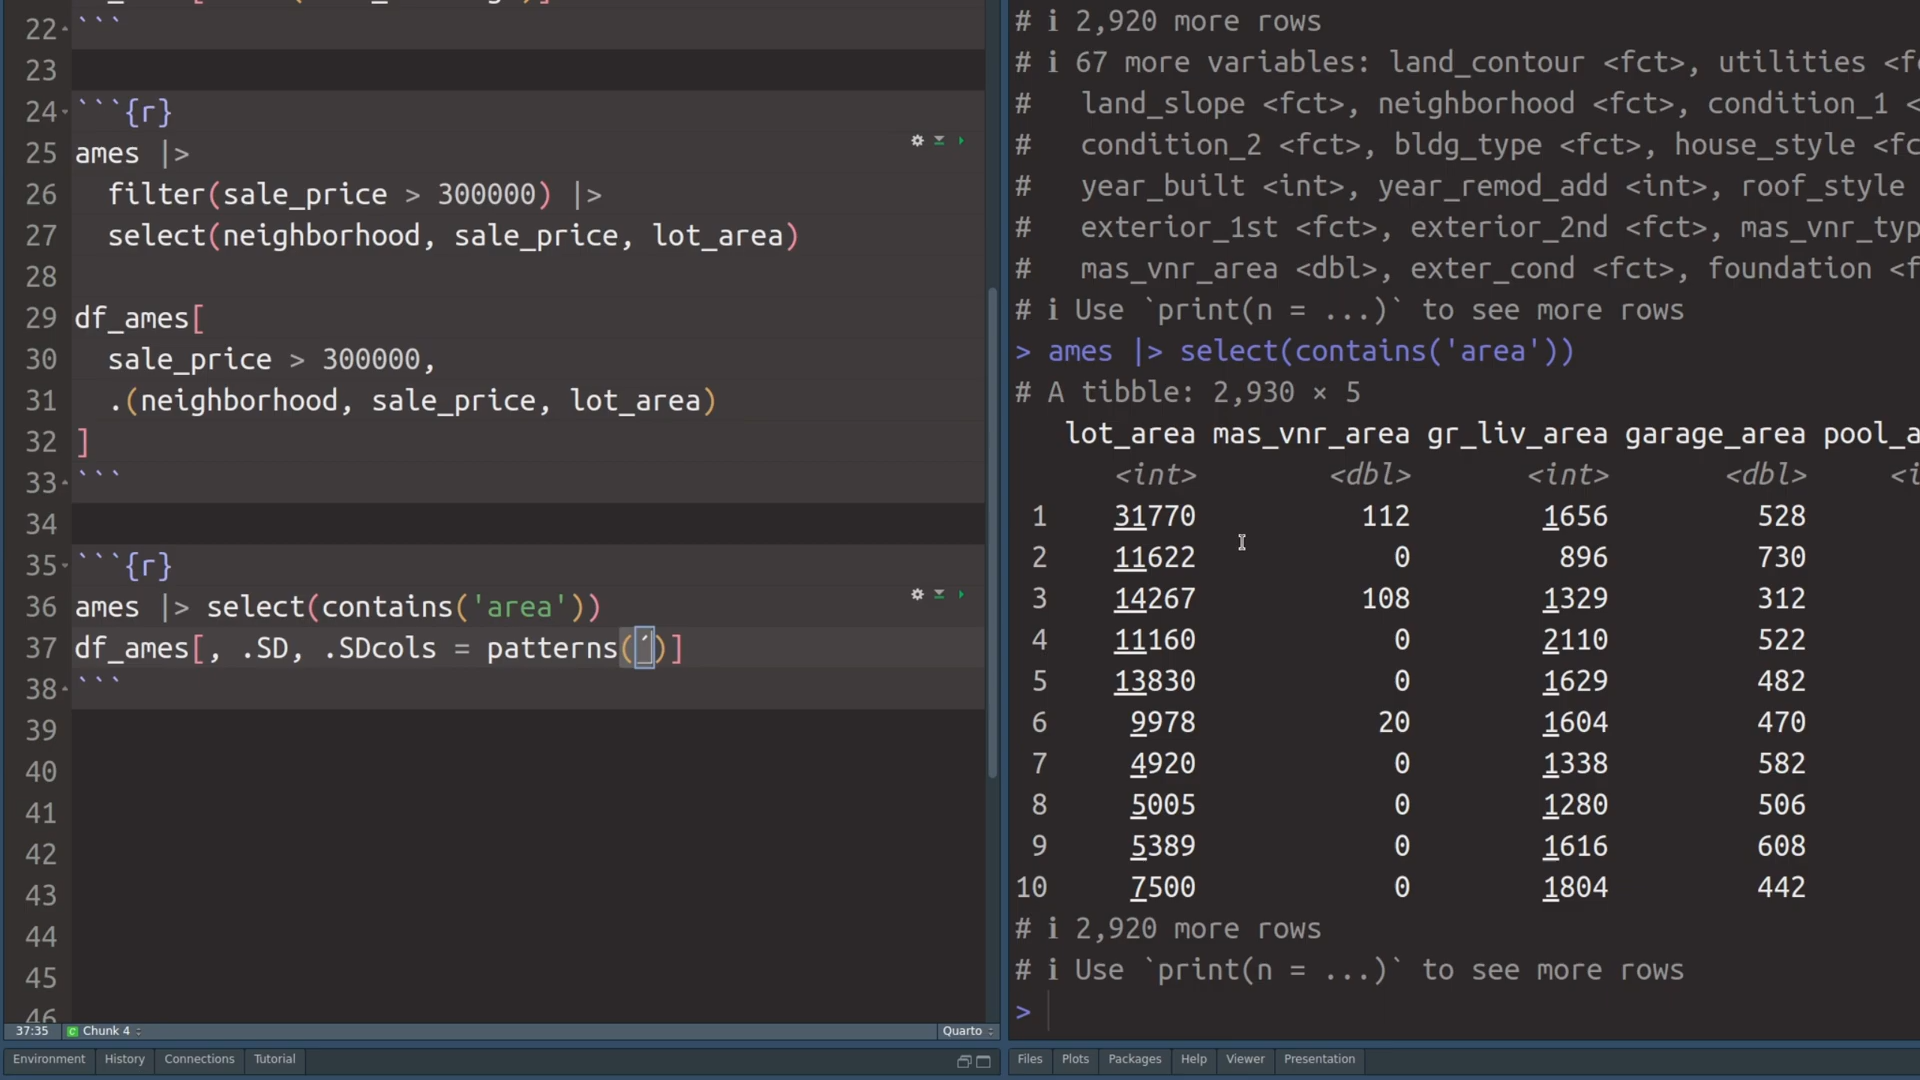 22 ```
23
24 ```{r}
25 ames |>
26 filter(sale_price > 300000) |>
27 select(neighborhood, sale_price, lot_area)
28
29 df_ames[
30 sale_price > 300000,
31 .(neighborhood, sale_price, lot_area)
32 ]
33 ```
34
35 ```{r}
36 ames |> select(contains('area'))
37 df_ames[, .SD, .SDcols = patterns(´)]
38 ```
39
40
41
42
43
44
45
46
37:35 Chunk 4 Quarto
Environment History Connections Tutorial
# ℹ 2,920 more rows
# ℹ 67 more variables: land_contour <fct>, utilities <f
# land_slope <fct>, neighborhood <fct>, condition_1 <
# condition_2 <fct>, bldg_type <fct>, house_style <fc
# year_built <int>, year_remod_add <int>, roof_style
# exterior_1st <fct>, exterior_2nd <fct>, mas_vnr_typ
# mas_vnr_area <dbl>, exter_cond <fct>, foundation <f
# ℹ Use `print(n = ...)` to see more rows
> ames |> select(contains('area'))
# A tibble: 2,930 × 5
lot_area mas_vnr_area gr_liv_area garage_area pool_a
<int> <dbl> <int> <dbl> <i
1 31770 112 1656 528
2 11622 0 896 730
3 14267 108 1329 312
4 11160 0 2110 522
5 13830 0 1629 482
6 9978 20 1604 470
7 4920 0 1338 582
8 5005 0 1280 506
9 5389 0 1616 608
10 7500 0 1804 442
# ℹ 2,920 more rows
# ℹ Use `print(n = ...)` to see more rows
>
Files Plots Packages Help Viewer Presentation